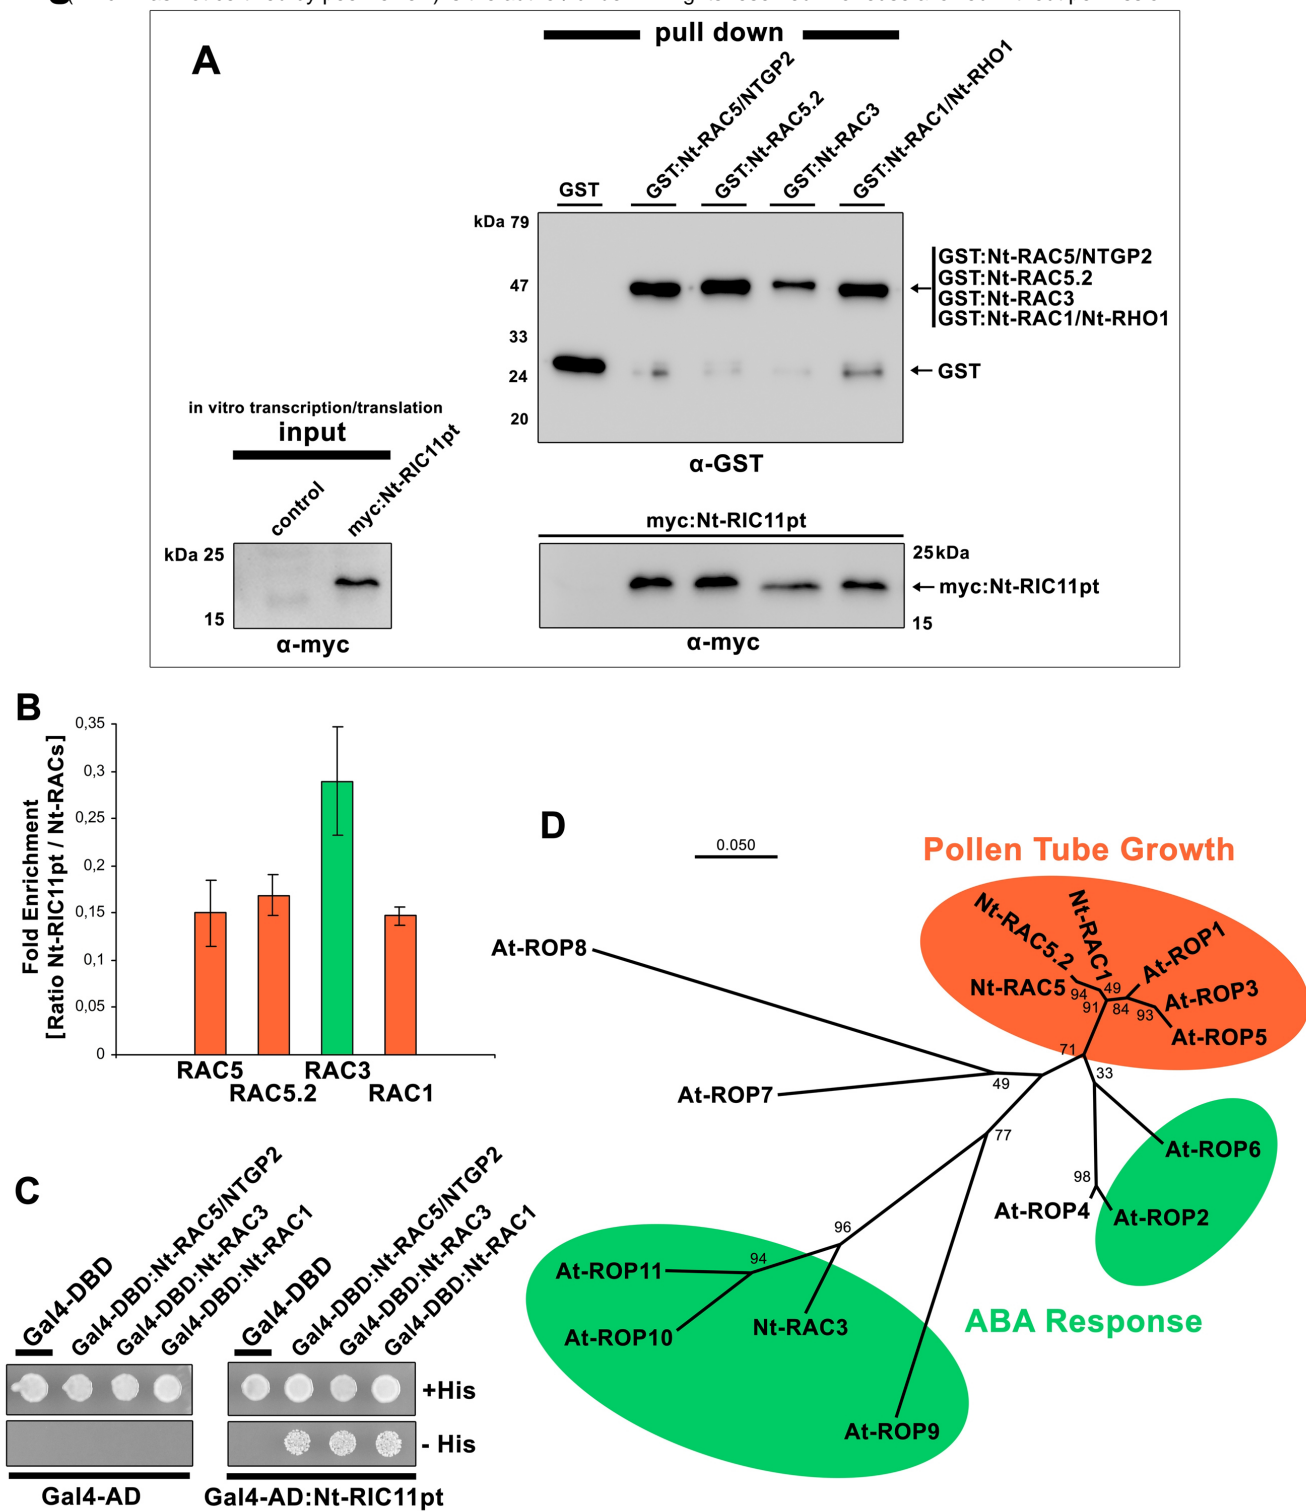 A
pull down
GST
GST:Nt-RAC5/NTGP2
GST:Nt-RAC5.2
GST:Nt-RAC3
GST:Nt-RAC1/Nt-RHO1
kDa 79
47
33
24
20
GST:Nt-RAC5/NTGP2
GST:Nt-RAC5.2
GST:Nt-RAC3
GST:Nt-RAC1/Nt-RHO1
GST
α-GST
in vitro transcription/translation
input
control
myc:Nt-RIC11pt
kDa 25
15
α-myc
myc:Nt-RIC11pt
25kDa
myc:Nt-RIC11pt
15
α-myc
B
Fold Enrichment
[Ratio Nt-RIC11pt / Nt-RACs]
0,35
0,3
0,25
0,2
0,15
0,1
0,05
0
RAC5
RAC5.2
RAC3
RAC1
C
Gal4-DBD
Gal4-DBD:Nt-RAC5/NTGP2
Gal4-DBD:Nt-RAC3
Gal4-DBD:Nt-RAC1
Gal4-DBD
Gal4-DBD:Nt-RAC5/NTGP2
Gal4-DBD:Nt-RAC3
Gal4-DBD:Nt-RAC1
+His
- His
Gal4-AD
Gal4-AD:Nt-RIC11pt
D
0.050
Pollen Tube Growth
Nt-RAC5.2
Nt-RAC1
At-ROP1
Nt-RAC5
At-ROP3
At-ROP5
94
49
91
84
93
71
33
At-ROP8
At-ROP7
49
77
At-ROP6
98
At-ROP4
At-ROP2
96
94
At-ROP11
At-ROP10
Nt-RAC3
At-ROP9
ABA Response